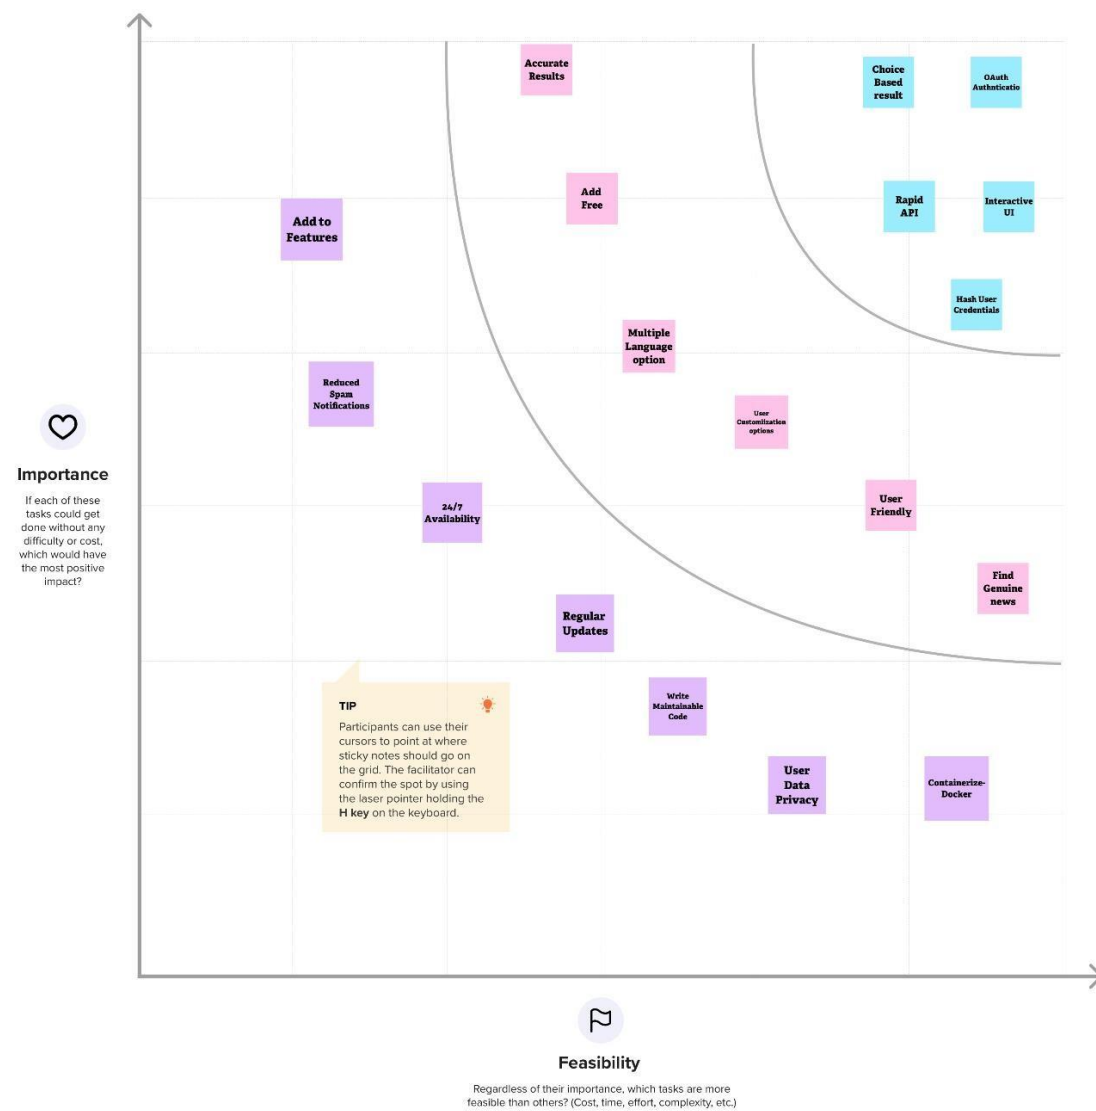 Accurate
Results
Choice
Based
result
OAuth
Authnticatio
Add
Free
Rapid
API
Interactive
UI
Add to
Features
Hash User
Credentials
Multiple
Language
option
Reduced
Spam
Notifications
User
Customization
options
Importance
If each of these
tasks could get
done without any
difficulty or cost,
which would have
the most positive
impact?
24/7
Availability
User
Friendly
Find
Genuine
news
Regular
Updates
Write
Maintainable
Code
TIP
Participants can use their
cursors to point at where
sticky notes should go on
the grid. The facilitator can
confirm the spot by using
the laser pointer holding the
H key on the keyboard.
User
Data
Privacy
Containerize-
Docker
Feasibility
Regardless of their importance, which tasks are more
feasible than others? (Cost, time, effort, complexity, etc.)